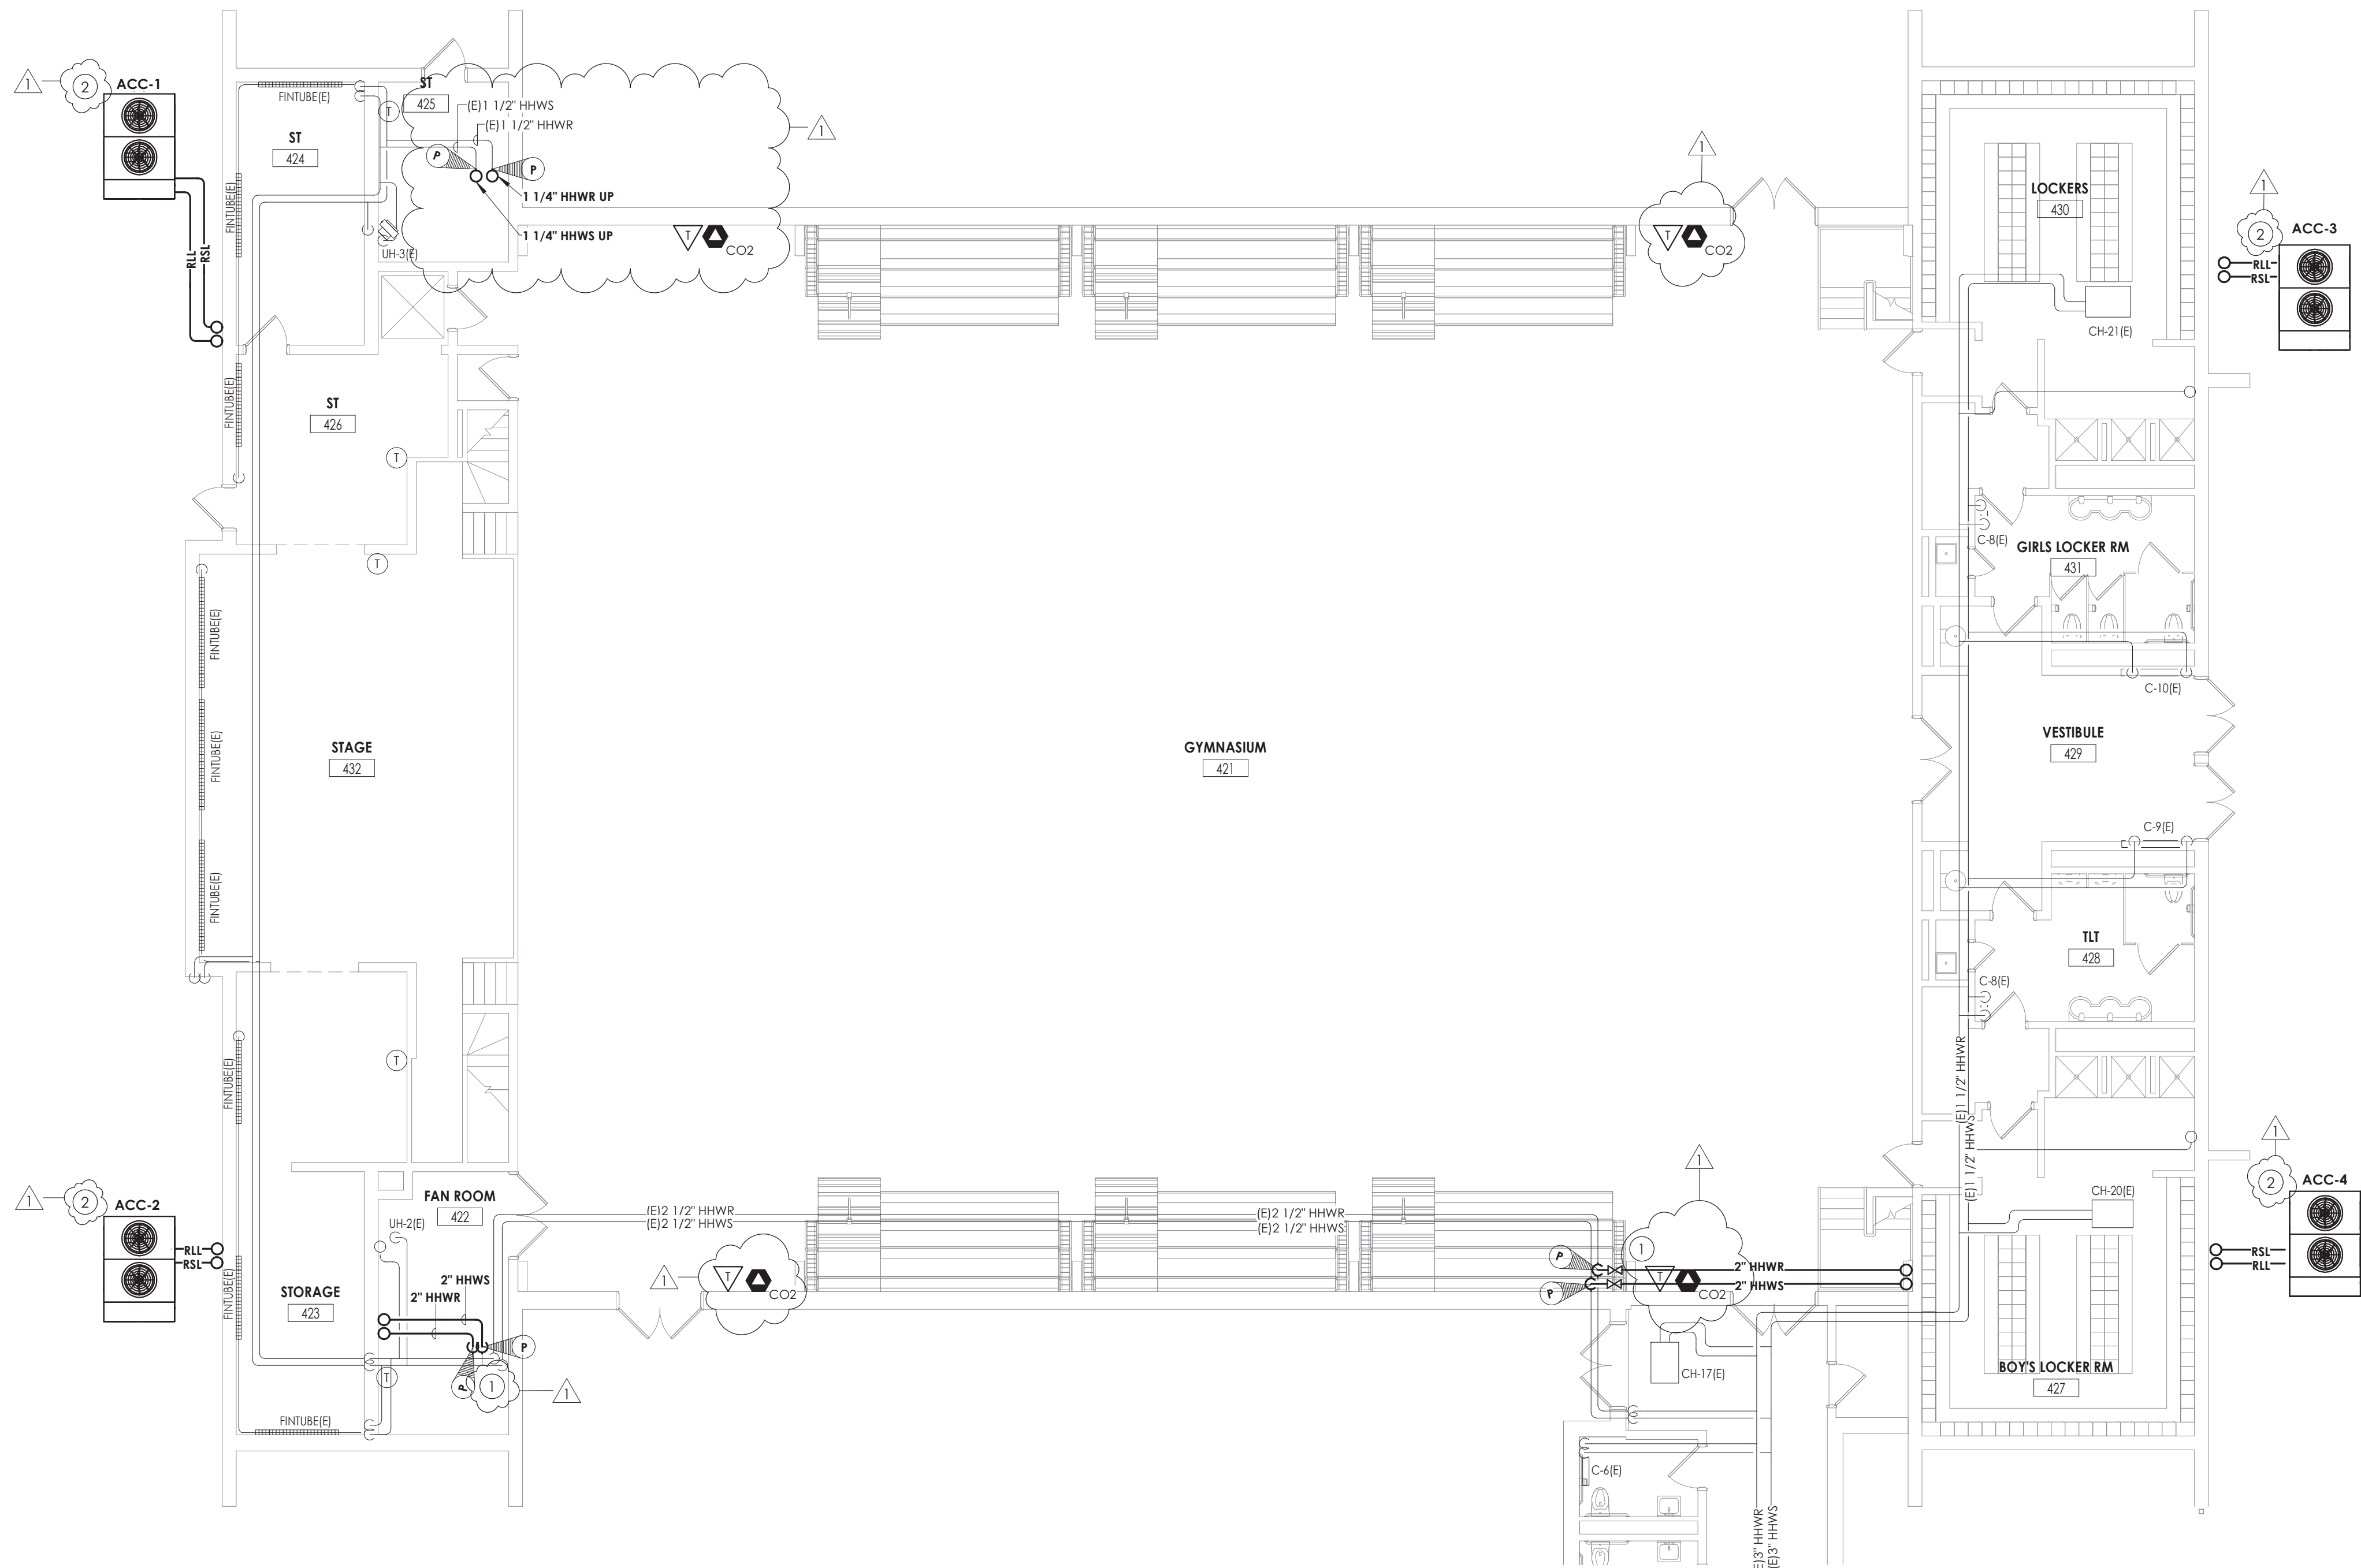 1
2
ACC-1
FINTUBE(E)
ST
425
(E)1 1/2" HHWS
(E)1 1/2" HHWR
T
ST
424
P
P
1 1/4" HHWR UP
1 1/4" HHWS UP
T
CO2
1
FINTUBE(E)
RLL
RSL
UH-3(E)
1
T
CO2
LOCKERS
430
CH-21(E)
1
2
ACC-3
RLL
RSL
FINTUBE(E)
ST
426
T
T
C-8(E)
GIRLS LOCKER RM
431
C-10(E)
FINTUBE(E)
FINTUBE(E)
FINTUBE(E)
STAGE
432
GYMNASIUM
421
VESTIBULE
429
C-9(E)
TLT
428
C-8(E)
(E)1 1/2" HHWR
(E)1 1/2" HHWS
T
FINTUBE(E)
1
2
ACC-2
RLL
RSL
FAN ROOM
422
UH-2(E)
(E)2 1/2" HHWR
(E)2 1/2" HHWS
(E)2 1/2" HHWR
(E)2 1/2" HHWS
1
T
CO2
1
1
P
P
T
CO2
2" HHWR
2" HHWS
CH-20(E)
1
2
ACC-4
RSL
RLL
FINTUBE(E)
STORAGE
423
2" HHWS
2" HHWR
P
P
T
1
1
FINTUBE(E)
CH-17(E)
BOY'S LOCKER RM
427
C-6(E)
(E)3" HHWR
(E)3" HHWS